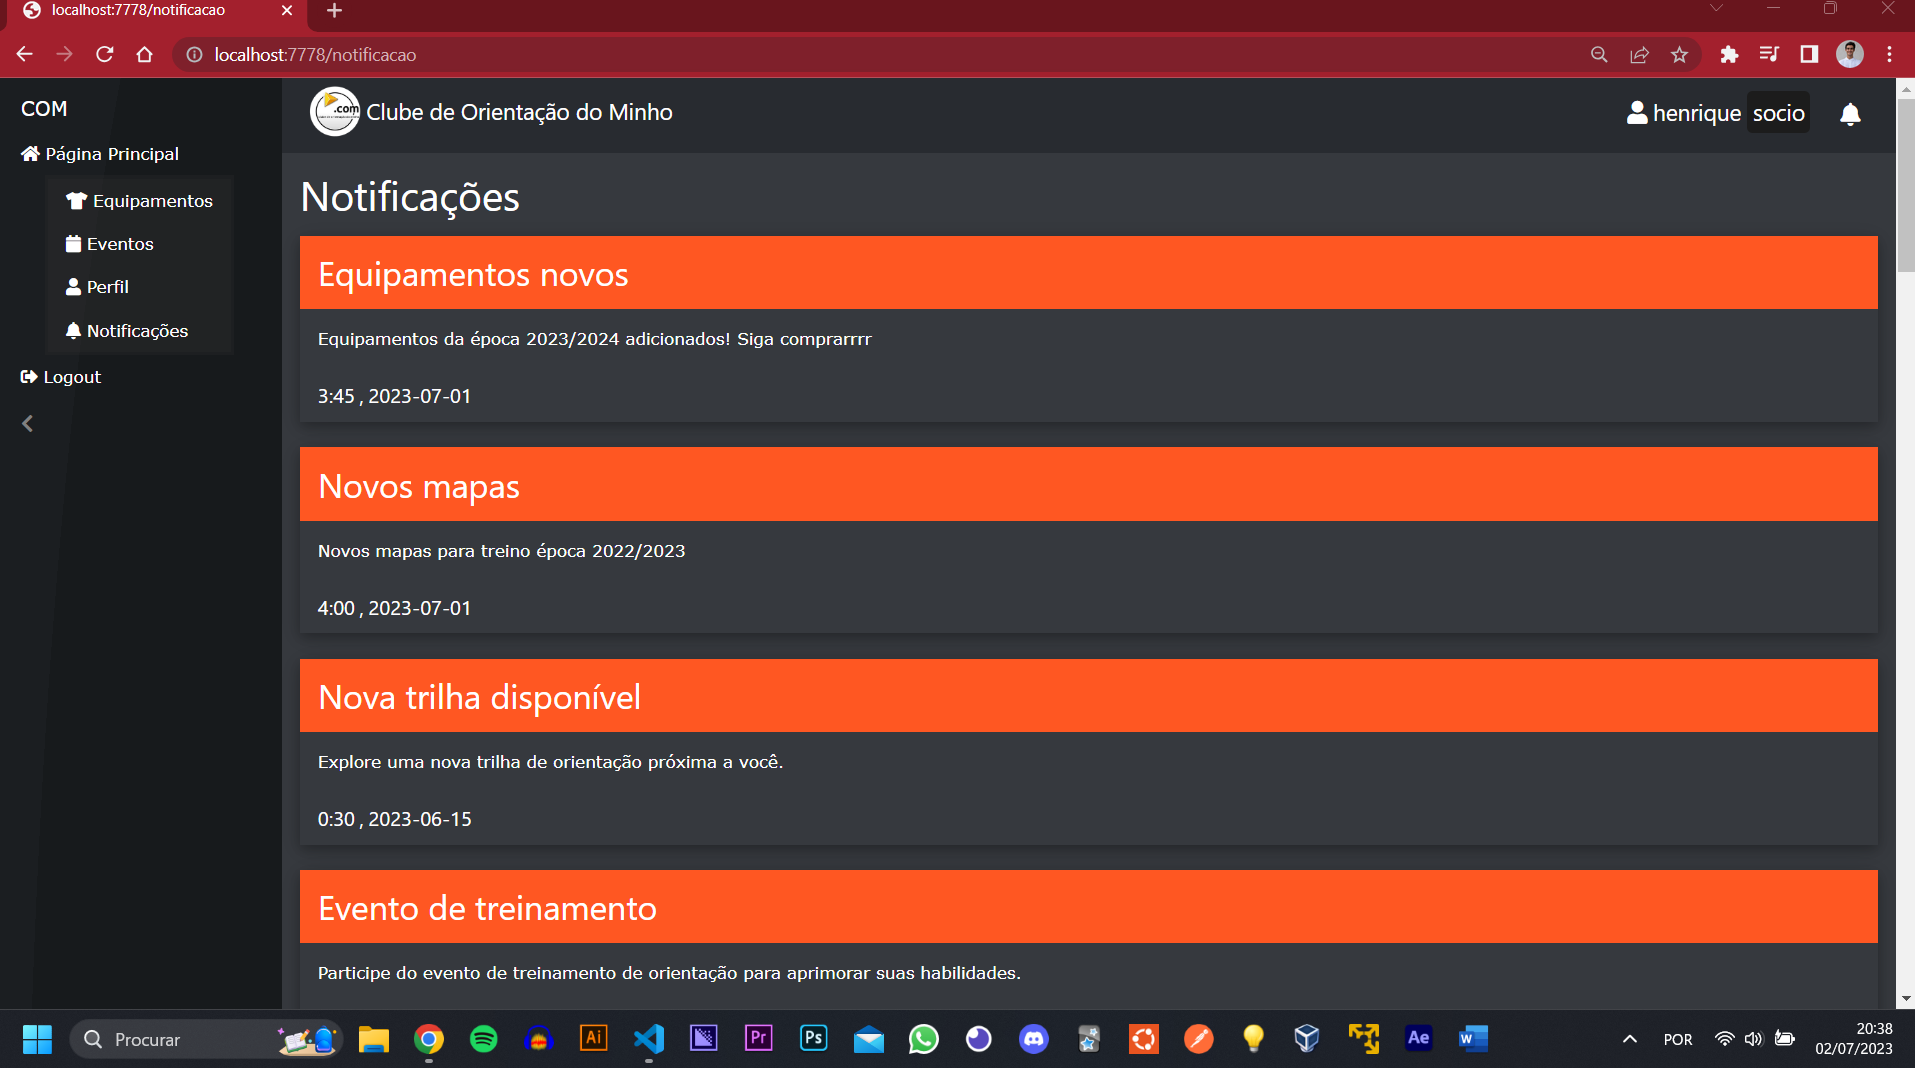 localhost:7778/notificacao
localhost:7778/notificacao
COM
Página Principal
Equipamentos
Eventos
Perfil
Notificações
Logout
.com
Clube de Orientação do Minho
henrique socio
Notificações
Equipamentos novos
Equipamentos da época 2023/2024 adicionados! Siga comprarrrr
3:45 , 2023-07-01
Novos mapas
Novos mapas para treino época 2022/2023
4:00 , 2023-07-01
Nova trilha disponível
Explore uma nova trilha de orientação próxima a você.
0:30 , 2023-06-15
Evento de treinamento
Participe do evento de treinamento de orientação para aprimorar suas habilidades.
Procurar
Ai
Pr
Ps
Ae
W
POR
20:38
02/07/2023